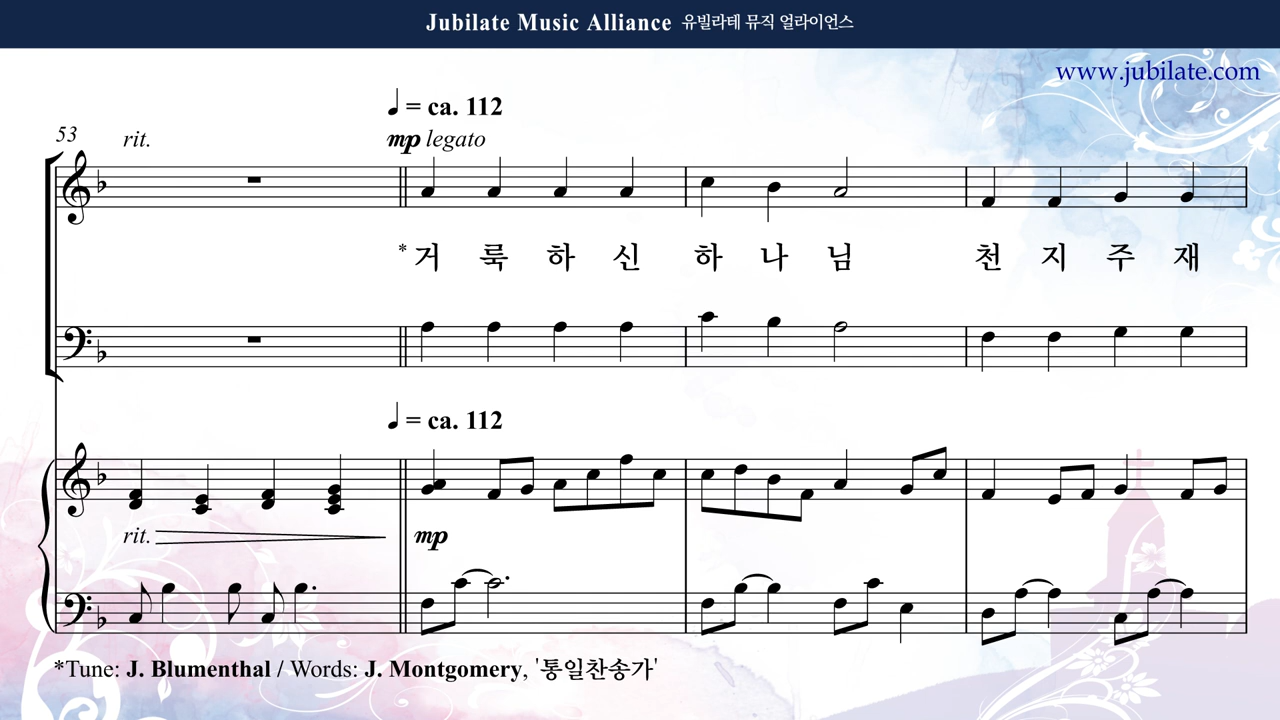 Jubilate Music Alliance 유빌라테 뮤직 얼라이언스
www.jubilate.com
♩ = ca. 112
53 rit. mp legato
*거 룩 하 신 하 나 님 천 지 주 재
♩ = ca. 112
rit. mp
*Tune: J. Blumenthal / Words: J. Montgomery, '통일찬송가'